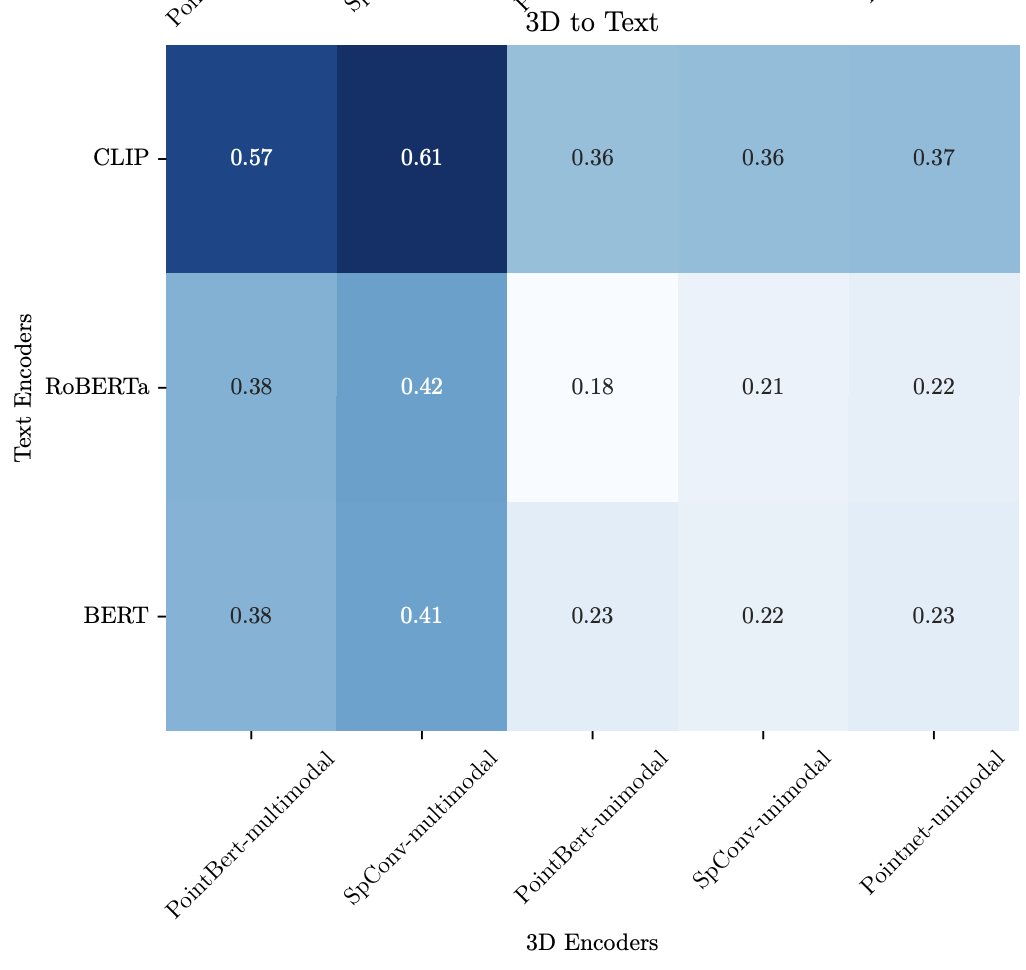 3D to Text
CLIP
0.57 0.61 0.36 0.36 0.37
RoBERTa
0.38 0.42 0.18 0.21 0.22
BERT
0.38 0.41 0.23 0.22 0.23
Text Encoders
PointBert-multimodal
SpConv-multimodal
PointBert-unimodal
SpConv-unimodal
Pointnet-unimodal
3D Encoders